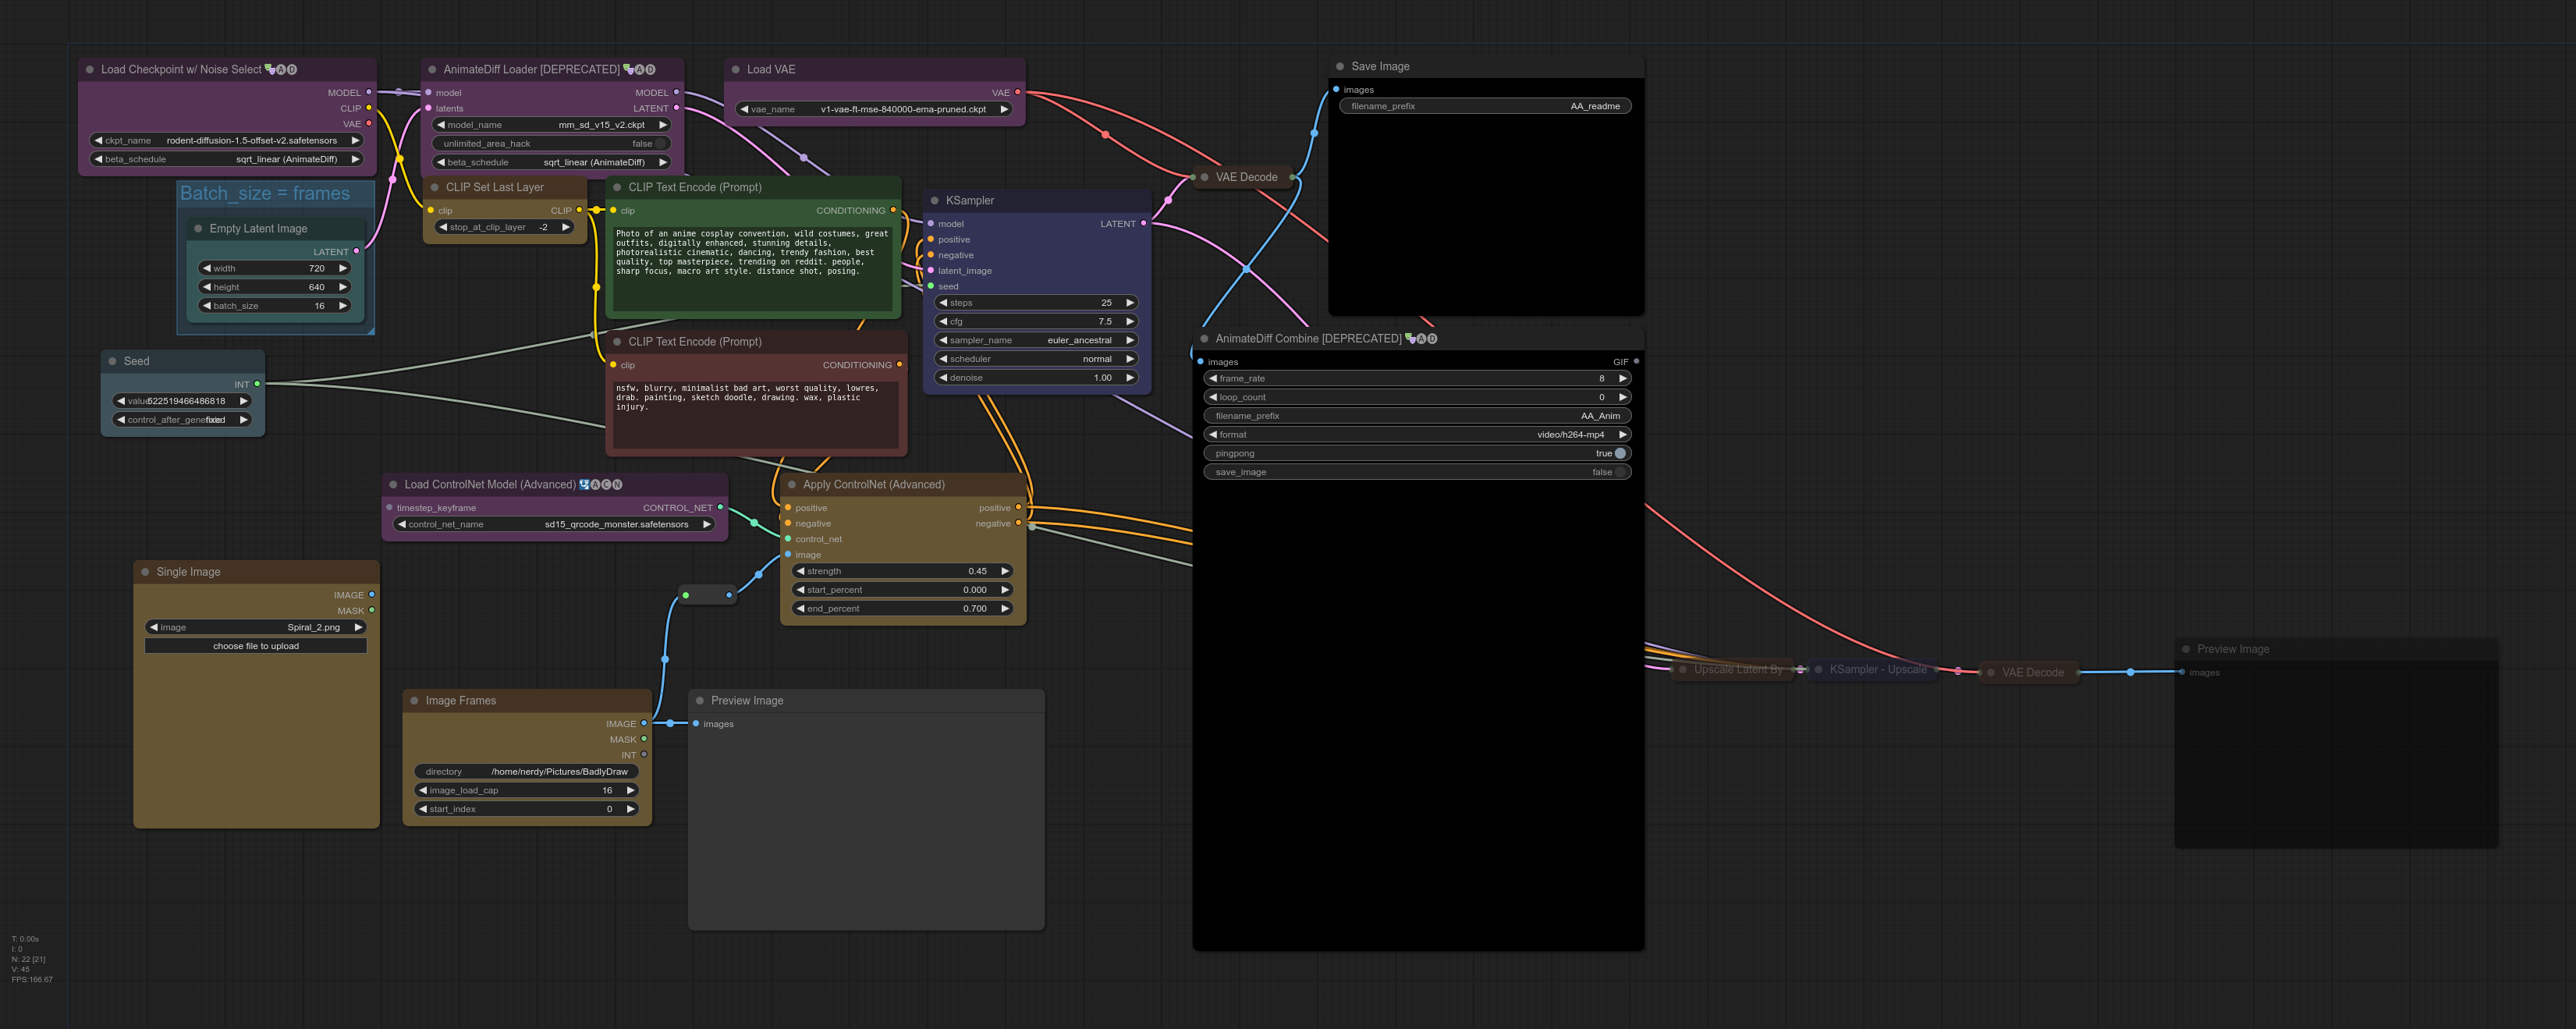 Load Checkpoint w/ Noise Select
MODEL
CLIP
VAE
ckpt_name rodent-diffusion-1.5-offset-v2.safetensors
beta_schedule sqrt_linear (AnimateDiff)
AnimateDiff Loader [DEPRECATED]
model MODEL
latents LATENT
model_name mm_sd_v15_v2.ckpt
unlimited_area_hack false
beta_schedule sqrt_linear (AnimateDiff)
Load VAE
VAE
vae_name v1-vae-ft-mse-840000-ema-pruned.ckpt
Save Image
images
filename_prefix AA_readme
Batch_size = frames
Empty Latent Image
LATENT
width 720
height 640
batch_size 16
CLIP Set Last Layer
clip CLIP
stop_at_clip_layer -2
CLIP Text Encode (Prompt)
clip CONDITIONING
Photo of an anime cosplay convention, wild costumes, great
outfits, digitally enhanced, stunning details,
photorealistic cinematic, dancing, trendy fashion, best
quality, top masterpiece, trending on reddit. people,
sharp focus, macro art style. distance shot, posing.
KSampler
model LATENT
positive
negative
latent_image
seed
steps 25
cfg 7.5
sampler_name euler_ancestral
scheduler normal
denoise 1.00
VAE Decode
Seed
INT
value 522519466486818
control_after_gene fixed
CLIP Text Encode (Prompt)
clip CONDITIONING
nsfw, blurry, minimalist bad art, worst quality, lowres,
drab. painting, sketch doodle, drawing. wax, plastic
injury.
AnimateDiff Combine [DEPRECATED]
images GIF
frame_rate 8
loop_count 0
filename_prefix AA_Anim
format video/h264-mp4
pingpong true
save_image false
Load ControlNet Model (Advanced)
timestep_keyframe CONTROL_NET
control_net_name sd15_qrcode_monster.safetensors
Apply ControlNet (Advanced)
positive positive
negative negative
control_net
image
strength 0.45
start_percent 0.000
end_percent 0.700
Single Image
IMAGE
MASK
image Spiral_2.png
choose file to upload
Image Frames
IMAGE
MASK
INT
directory /home/nerdy/Pictures/BadlyDraw
image_load_cap 16
start_index 0
Preview Image
images
Upscale Latent By
KSampler - Upscale
VAE Decode
Preview Image
images
T: 0.00s
I: 0
N: 22 [21]
V: 45
FPS:166.67